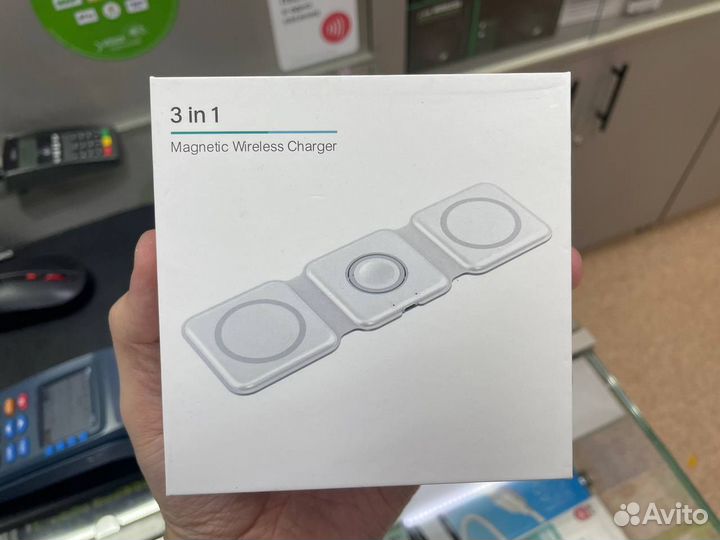 3 in 1
Magnetic Wireless Charger
Avito